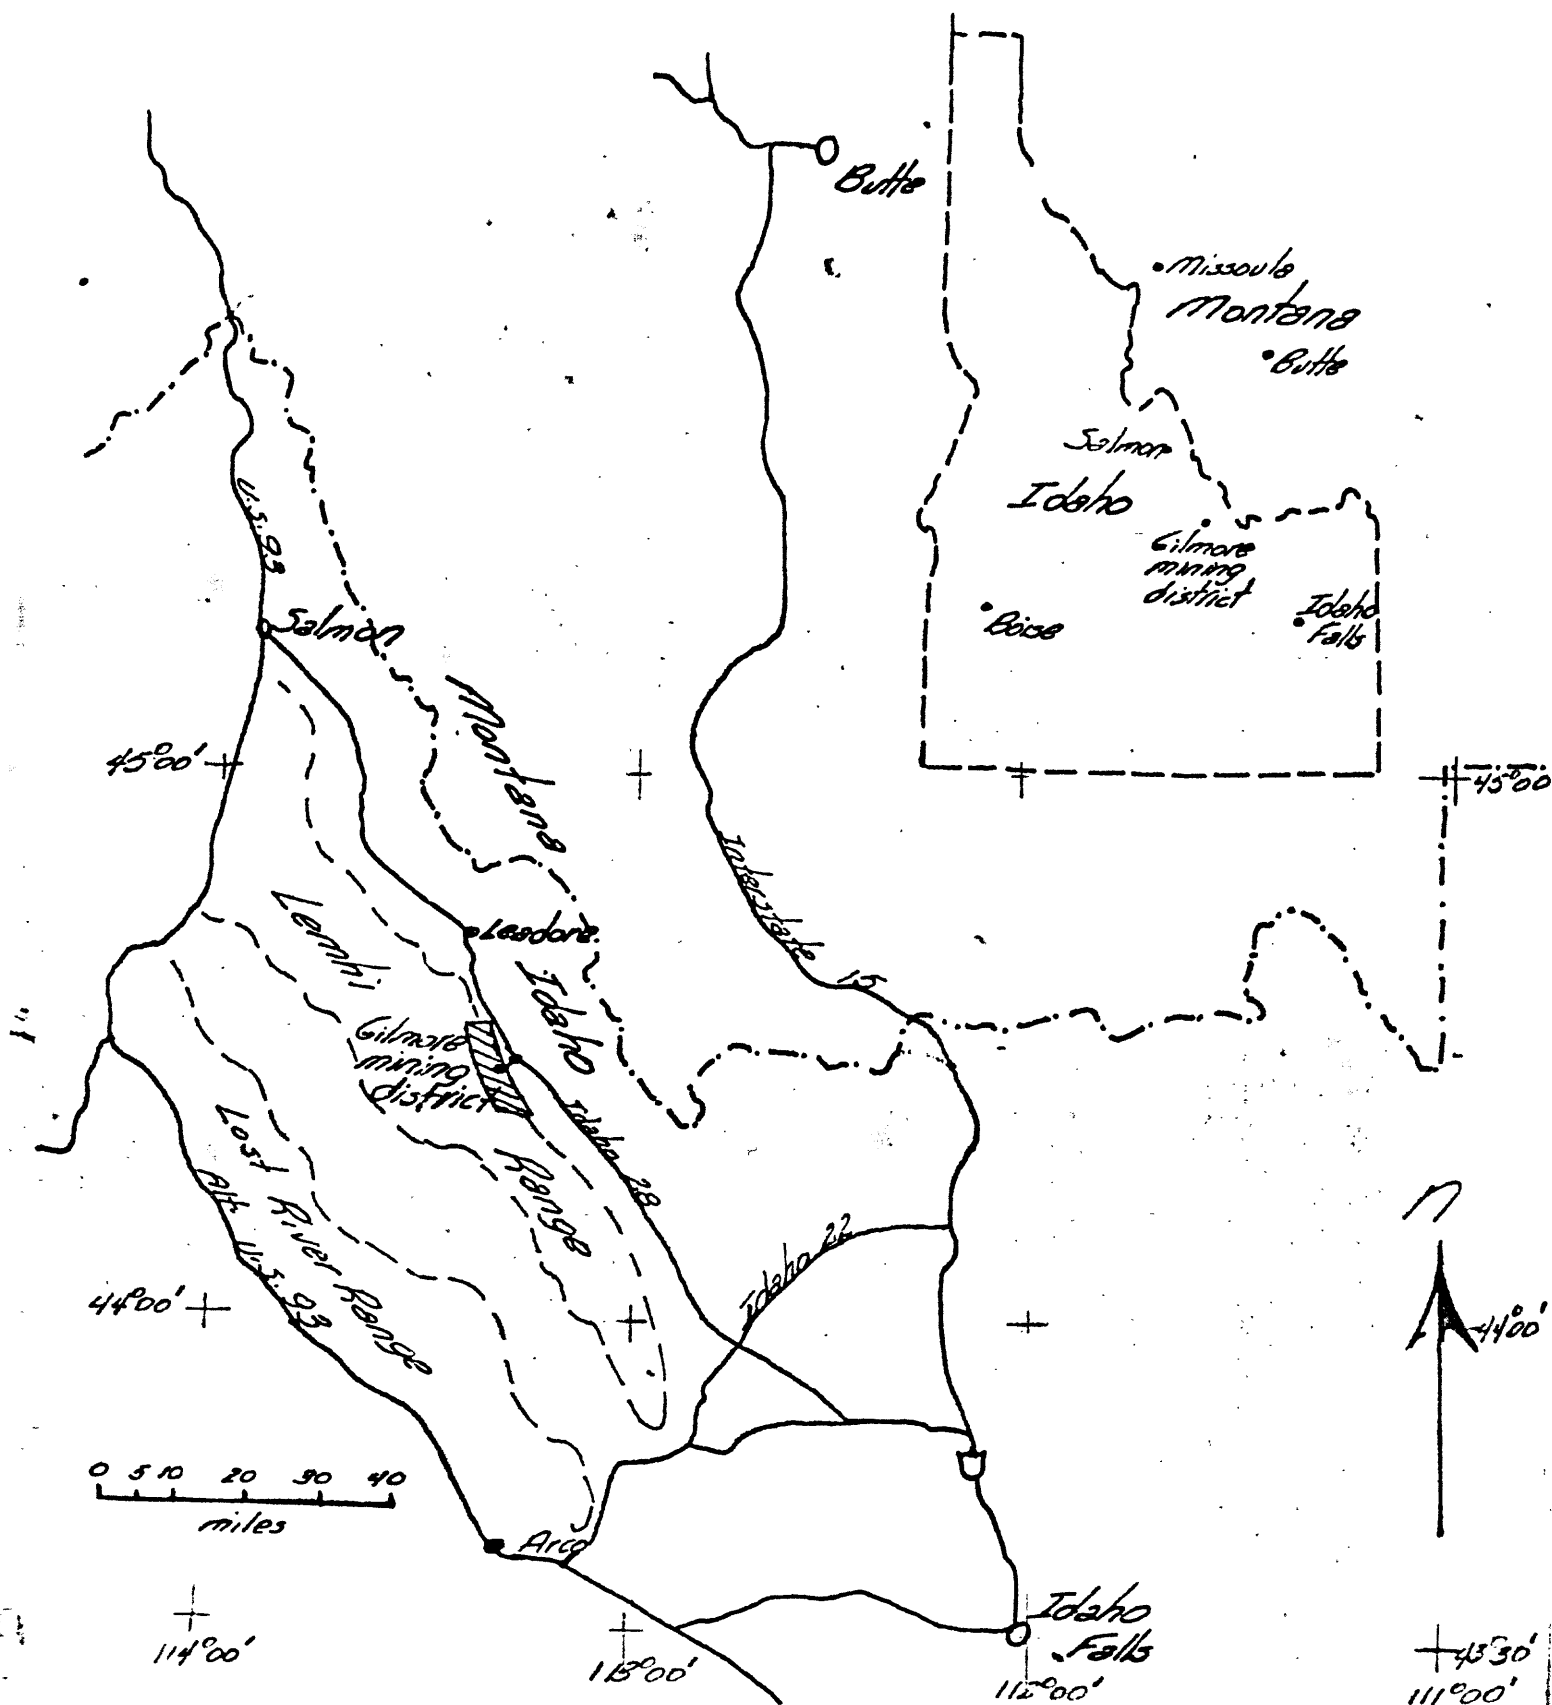 Butte
Missoula
Montana
Butte
Salmon
Idaho
Gilmore
mining
district
Boise
Idaho
Falls
U.S. 93
Salmon
Montana
45°00'
45°00
Interstate 15
Lemhi
Leadore
Idaho
Gilmore
mining
district
Idaho 28
Lost River Range
Range
Alt. U.S. 93
Idaho 22
n
44°00'
44°00'
0 5 10 20 30 40
miles
Arco
Idaho
Falls
114°00'
113°00'
112°00'
43°30'
111°00'